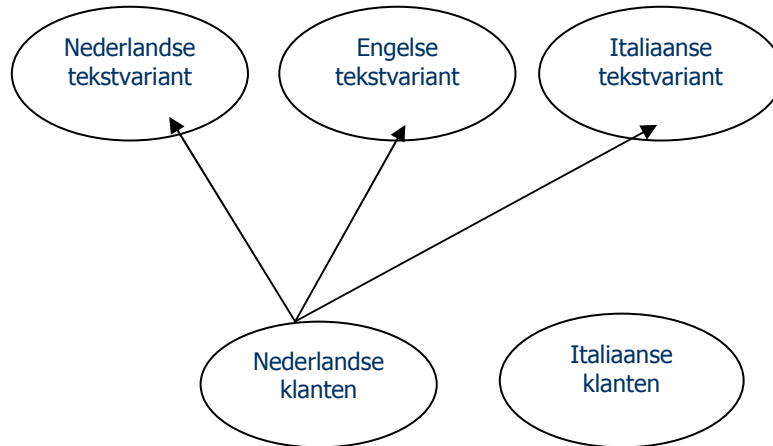 Nederlandse
tekstvariant
Engelse
tekstvariant
Italiaanse
tekstvariant
Nederlandse
klanten
Italiaanse
klanten